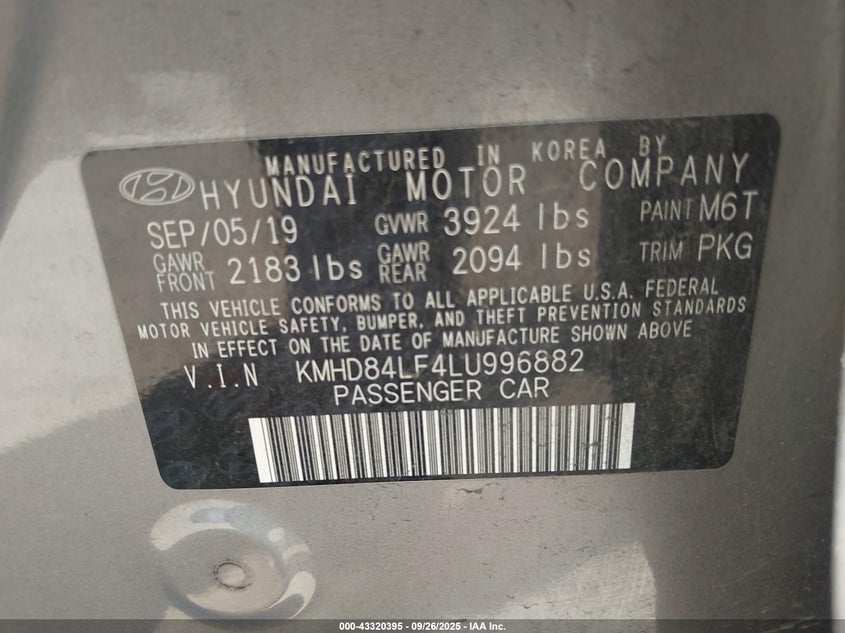 MANUFACTURED IN KOREA BY
HYUNDAI MOTOR COMPANY
SEP/05/19 GVWR 3924 lbs PAINT M6T
GAWR FRONT 2183 lbs GAWR REAR 2094 lbs TRIM PKG
THIS VEHICLE CONFORMS TO ALL APPLICABLE U.S.A. FEDERAL
MOTOR VEHICLE SAFETY, BUMPER, AND THEFT PREVENTION STANDARDS
IN EFFECT ON THE DATE OF MANUFACTURE SHOWN ABOVE
V.I.N KMHD84LF4LU996882
PASSENGER CAR
000-43320395 - 09/26/2025 - IAA Inc.